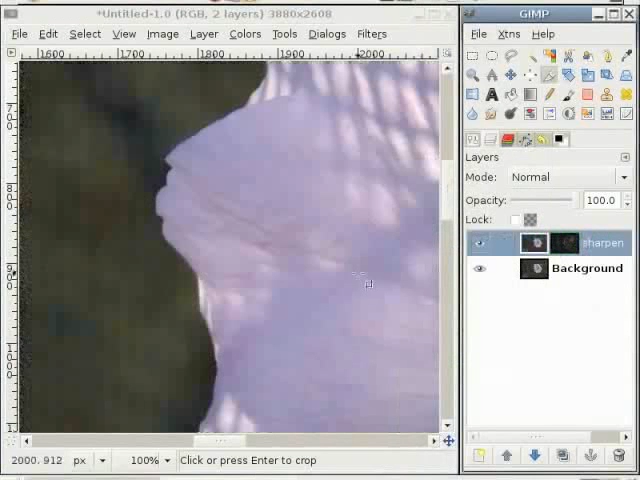 *Untitled-1.0 (RGB, 2 layers) 3880x2608
File Edit Select View Image Layer Colors Tools Dialogs Filters
1600 1700 1800 1900 2000
2000, 912 px 100% Click or press Enter to crop
GIMP
File Xtns Help
Layers
Mode: Normal
Opacity: 100.0
Lock:
sharpen
Background